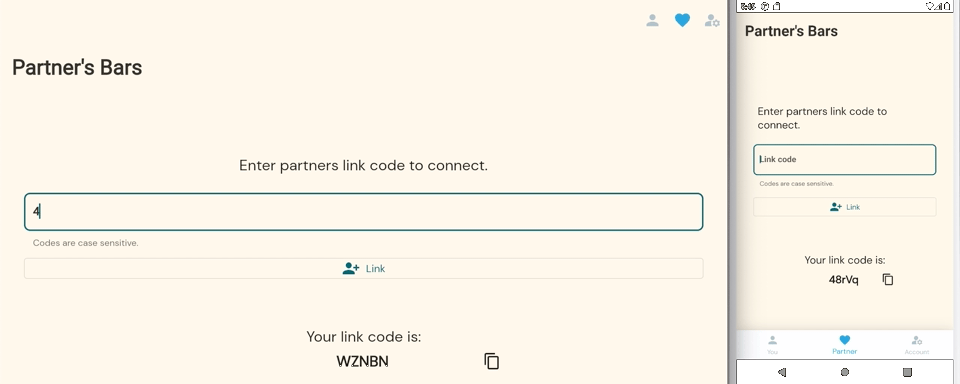 Partner's Bars
Enter partners link code to connect.
4
Codes are case sensitive.
Link
Your link code is:
WZNBN
Partner's Bars
Enter partners link code to
connect.
Link code
Codes are case sensitive.
Link
Your link code is:
48rVq
You
Partner
Account